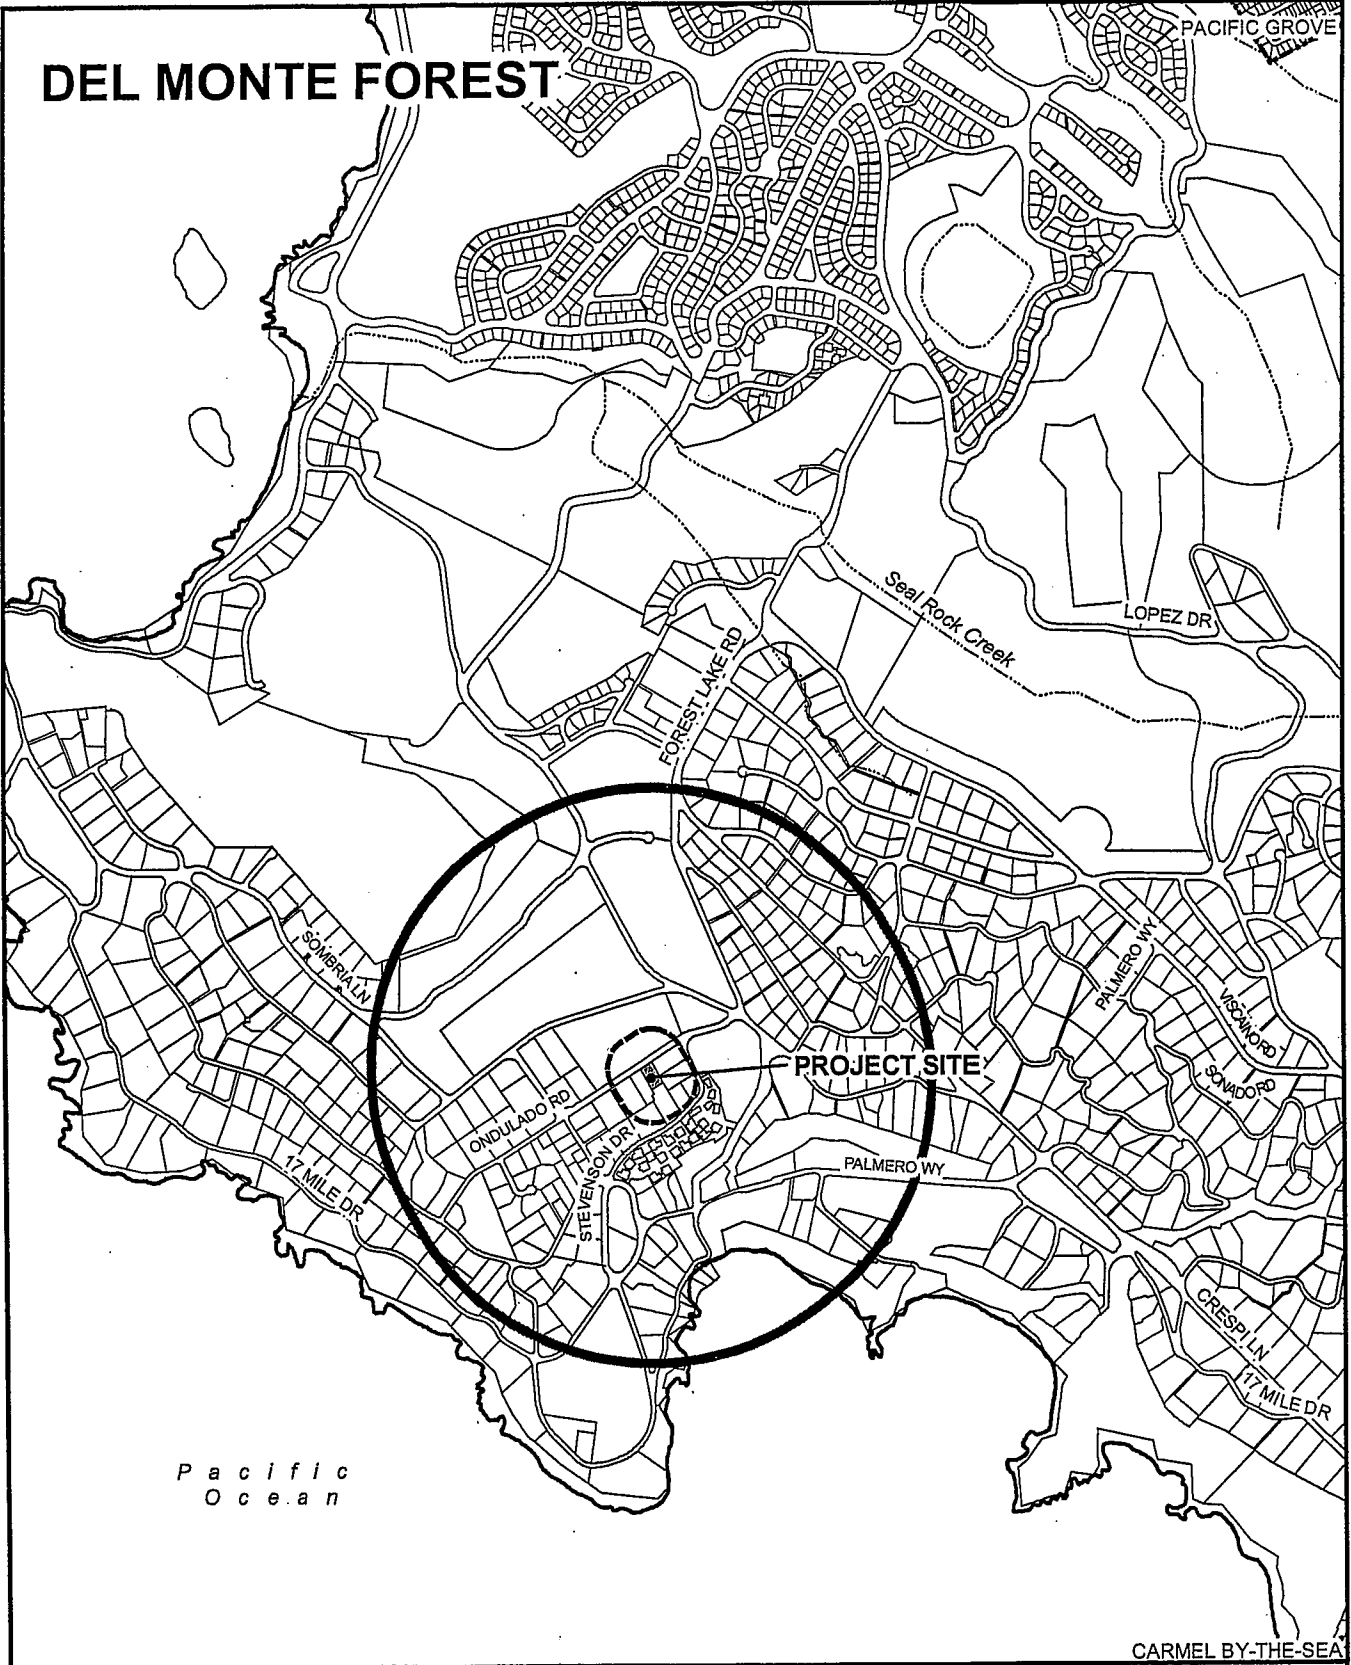 PACIFIC GROVE
DEL MONTE FOREST
Seal Rock Creek
LOPEZ DR
FOREST LAKE RD
SOMBRIA LN
PALMERO WY
VISCAINO RD
SONADO RD
PROJECT SITE
ONDULADO RD
STEVENSON DR
17 MILE DR
PALMERO WY
CRESPI LN
17 MILE DR
Pacific
Ocean
CARMEL BY-THE-SEA